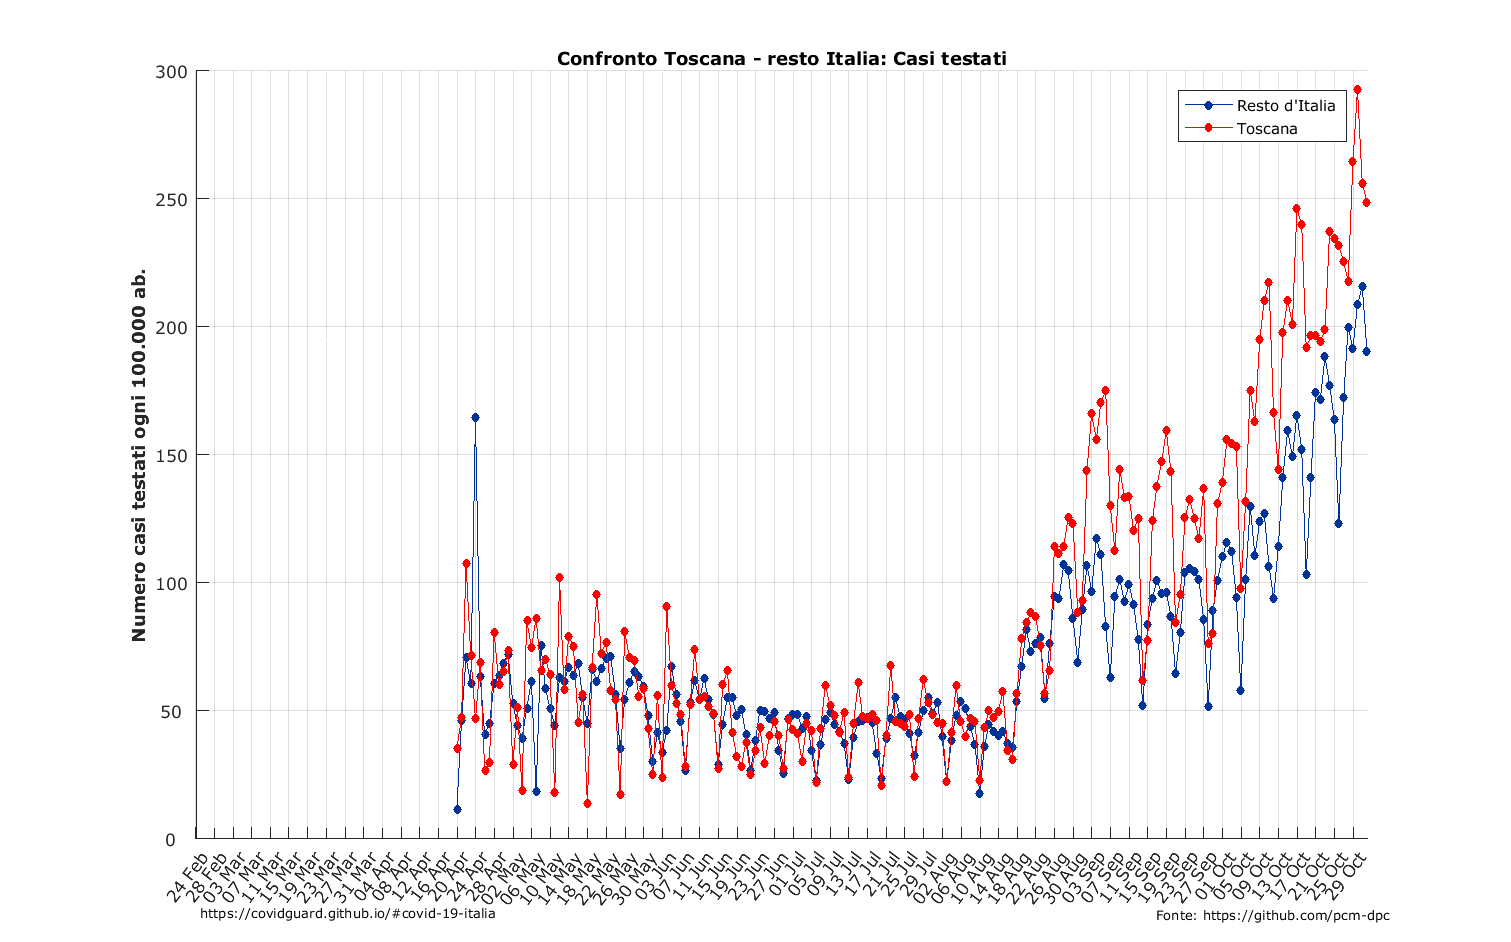 Confronto Toscana - resto Italia: Casi testati
Resto d'Italia
Toscana
Numero casi testati ogni 100.000 ab.
300
250
200
150
100
50
0
24 Feb
28 Feb
03 Mar
07 Mar
11 Mar
15 Mar
19 Mar
23 Mar
27 Mar
31 Mar
04 Apr
08 Apr
12 Apr
16 Apr
20 Apr
24 Apr
28 Apr
02 May
06 May
10 May
14 May
18 May
22 May
26 May
30 May
03 Jun
07 Jun
11 Jun
15 Jun
19 Jun
23 Jun
27 Jun
01 Jul
05 Jul
09 Jul
13 Jul
17 Jul
21 Jul
25 Jul
29 Jul
02 Aug
06 Aug
10 Aug
14 Aug
18 Aug
22 Aug
26 Aug
30 Aug
03 Sep
07 Sep
11 Sep
15 Sep
19 Sep
23 Sep
27 Sep
01 Oct
05 Oct
09 Oct
13 Oct
17 Oct
21 Oct
25 Oct
29 Oct
https://covidguard.github.io/#covid-19-italia
Fonte: https://github.com/pcm-dpc